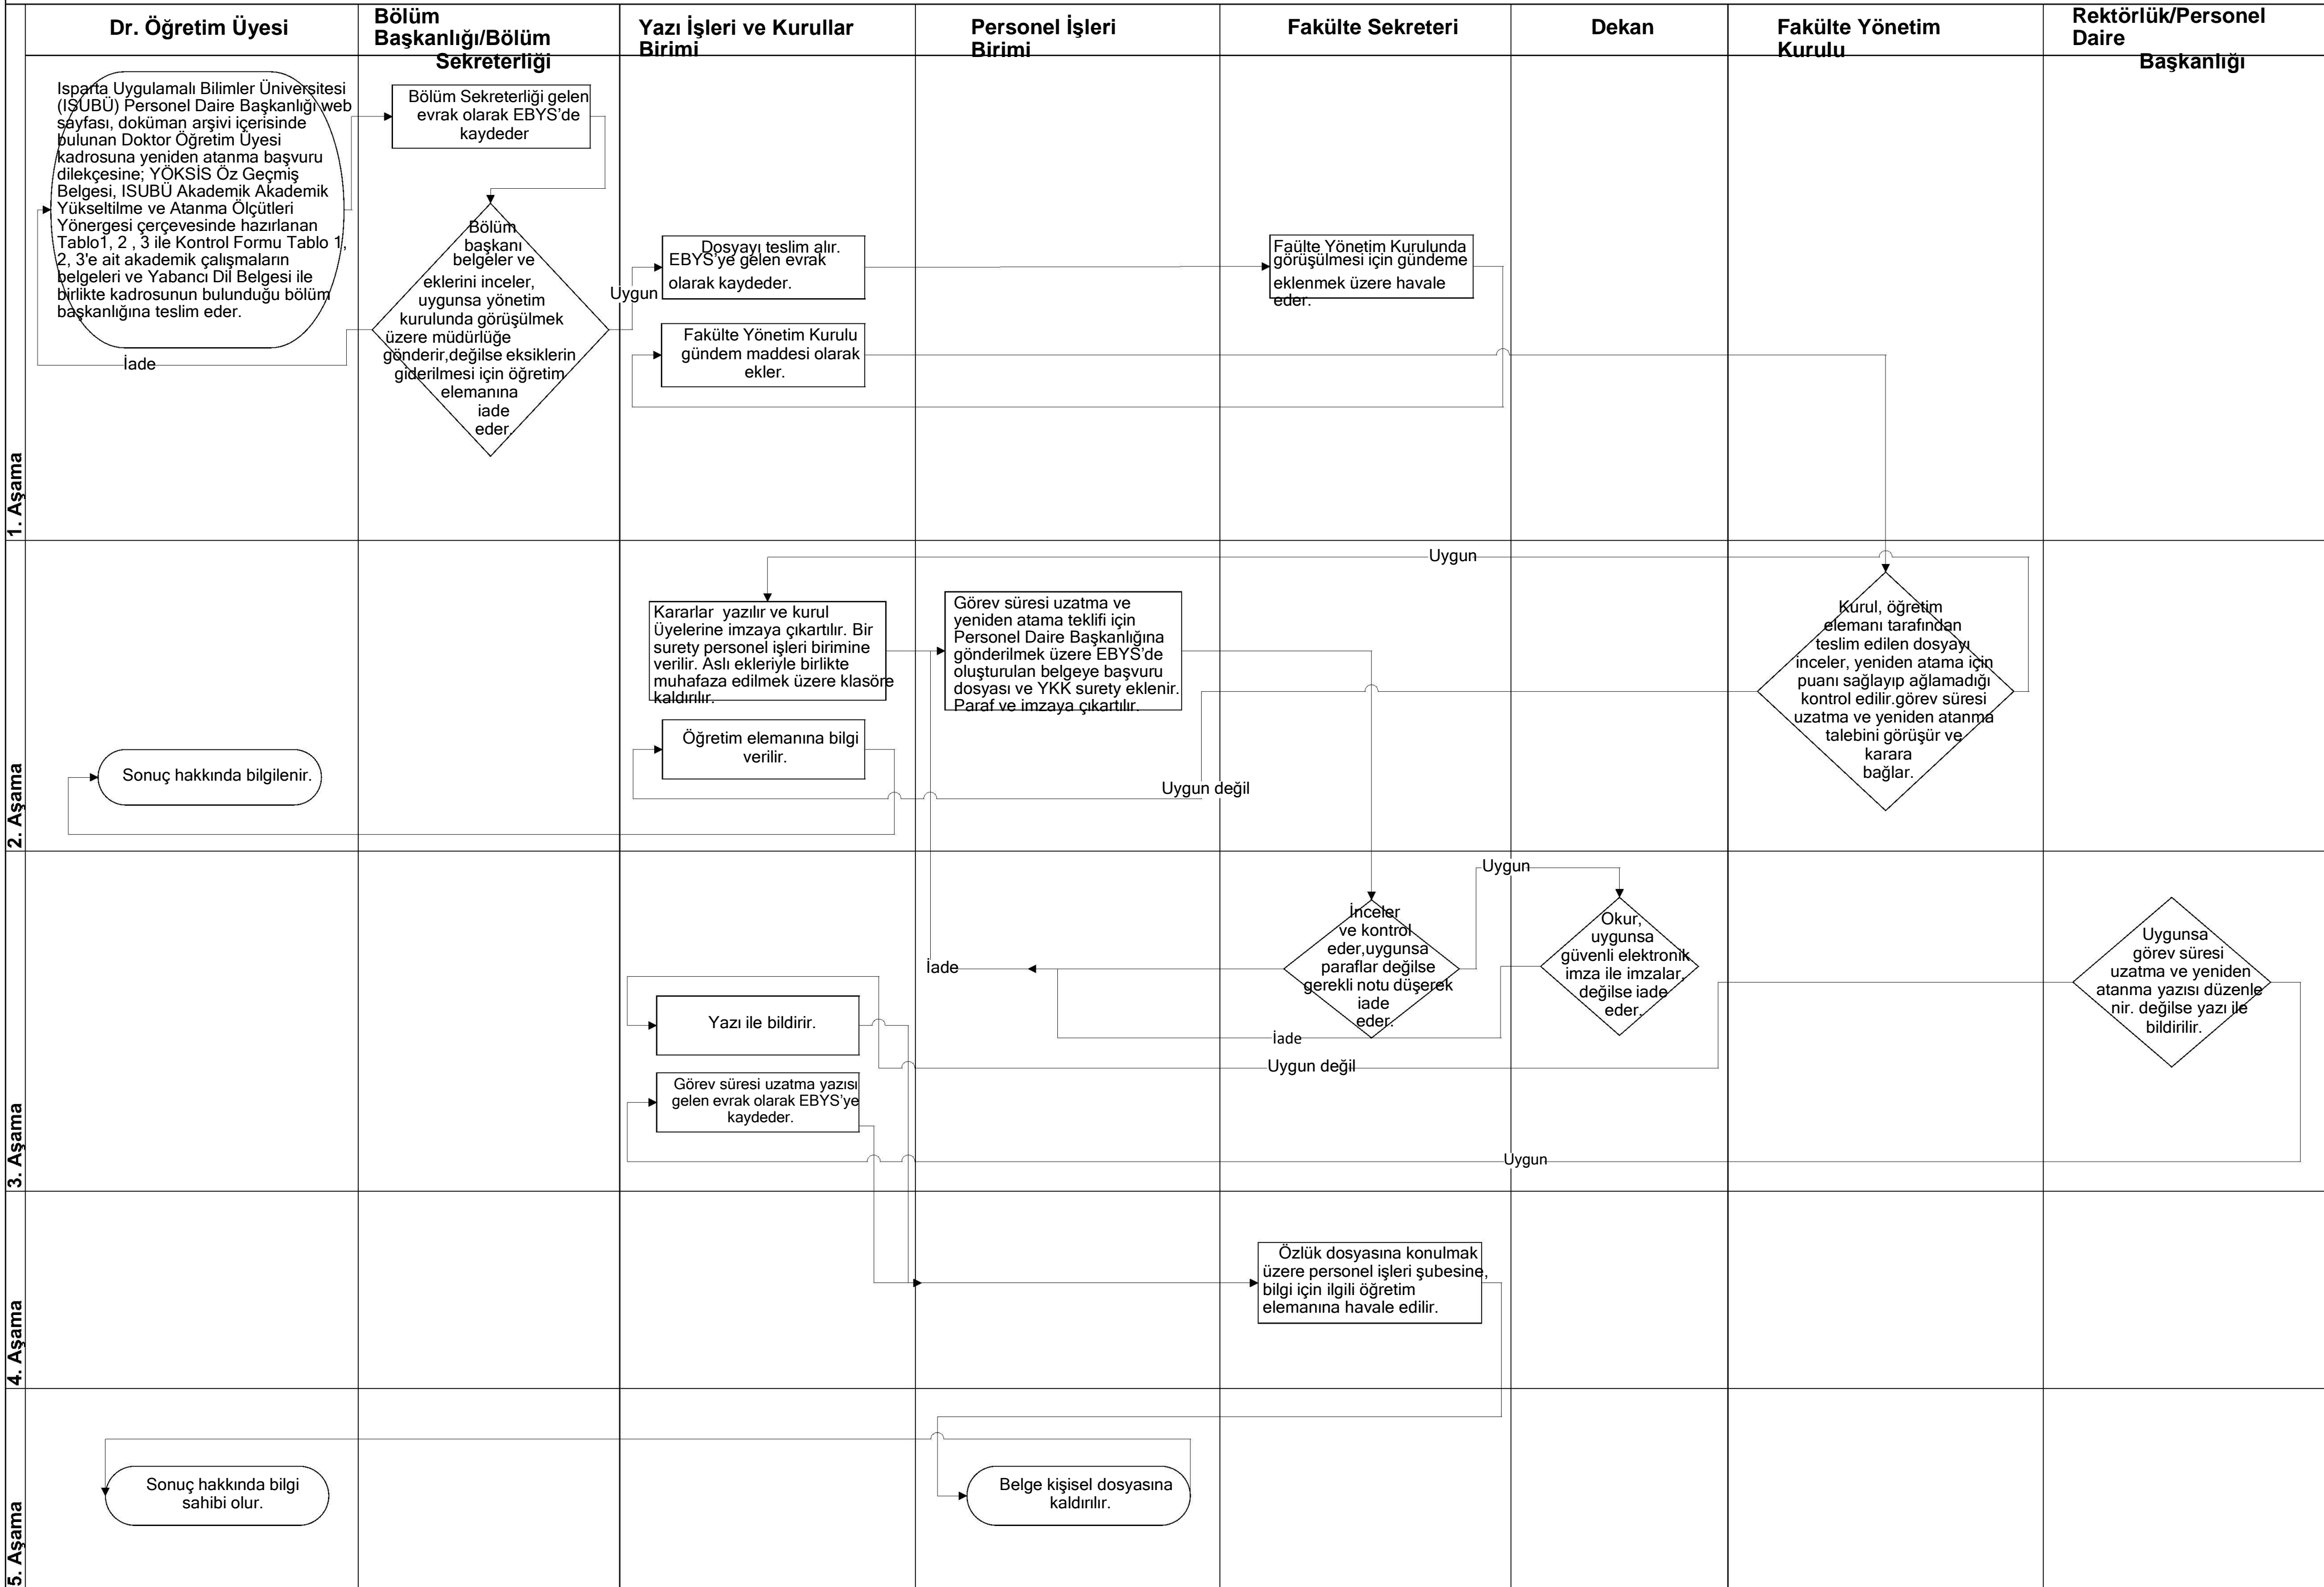 Dr. Öğretim Üyesi
Bölüm
Başkanlığı/Bölüm
Sekreterliği
Yazı İşleri ve Kurullar
Birimi
Personel İşleri
Birimi
Fakülte Sekreteri
Dekan
Fakülte Yönetim
Kurulu
Rektörlük/Personel
Daire
Başkanlığı
1. Aşama
Isparta Uygulamalı Bilimler Üniversitesi
(ISUBÜ) Personel Daire Başkanlığı web
sayfası, doküman arşivi içerisinde
bulunan Doktor Öğretim Üyesi
kadrosuna yeniden atanma başvuru
dilekçesine; YÖKSİS Öz Geçmiş
Belgesi, ISUBÜ Akademik Akademik
Yükseltilme ve Atanma Ölçütleri
Yönergesi çerçevesinde hazırlanan
Tablo1, 2 , 3 ile Kontrol Formu Tablo 1,
2, 3'e ait akademik çalışmaların
belgeleri ve Yabancı Dil Belgesi ile
birlikte kadrosunun bulunduğu bölüm
başkanlığına teslim eder.
İade
Bölüm Sekreterliği gelen
evrak olarak EBYS’de
kaydeder
Bölüm
başkanı
belgeler ve
eklerini inceler,
uygunsa yönetim
kurulunda görüşülmek
üzere müdürlüğe
gönderir,değilse eksiklerin
giderilmesi için öğretim
elemanına
iade
eder.
Uygun
Dosyayı teslim alır.
EBYS’ye gelen evrak
olarak kaydeder.
Fakülte Yönetim Kurulu
gündem maddesi olarak
ekler.
Faülte Yönetim Kurulunda
görüşülmesi için gündeme
eklenmek üzere havale
eder.
2. Aşama
Uygun
Sonuç hakkında bilgilenir.
Kararlar  yazılır ve kurul
Üyelerine imzaya çıkartılır. Bir
surety personel işleri birimine
verilir. Aslı ekleriyle birlikte
muhafaza edilmek üzere klasöre
kaldırılır.
Öğretim elemanına bilgi
verilir.
Görev süresi uzatma ve
yeniden atama teklifi için
Personel Daire Başkanlığına
gönderilmek üzere EBYS’de
oluşturulan belgeye başvuru
dosyası ve YKK surety eklenir.
Paraf ve imzaya çıkartılır.
Uygun değil
Kurul, öğretim
elemanı tarafından
teslim edilen dosyayı
inceler, yeniden atama için
puanı sağlayıp ağlamadığı
kontrol edilir.görev süresi
uzatma ve yeniden atanma
talebini görüşür ve
karara
bağlar.
3. Aşama
Yazı ile bildirir.
Görev süresi uzatma yazısı
gelen evrak olarak EBYS’ye
kaydeder.
İade
İnceler
ve kontrol
eder,uygunsa
paraflar değilse
gerekli notu düşerek
iade
eder.
Uygun
Okur,
uygunsa
güvenli elektronik
imza ile imzalar,
değilse iade
eder.
İade
Uygun değil
Uygun
Uygunsa
görev süresi
uzatma ve yeniden
atanma yazısı düzenle
nir. değilse yazı ile
bildirilir.
4. Aşama
Özlük dosyasına konulmak
üzere personel işleri şubesine,
bilgi için ilgili öğretim
elemanına havale edilir.
5. Aşama
Sonuç hakkında bilgi
sahibi olur.
Belge kişisel dosyasına
kaldırılır.